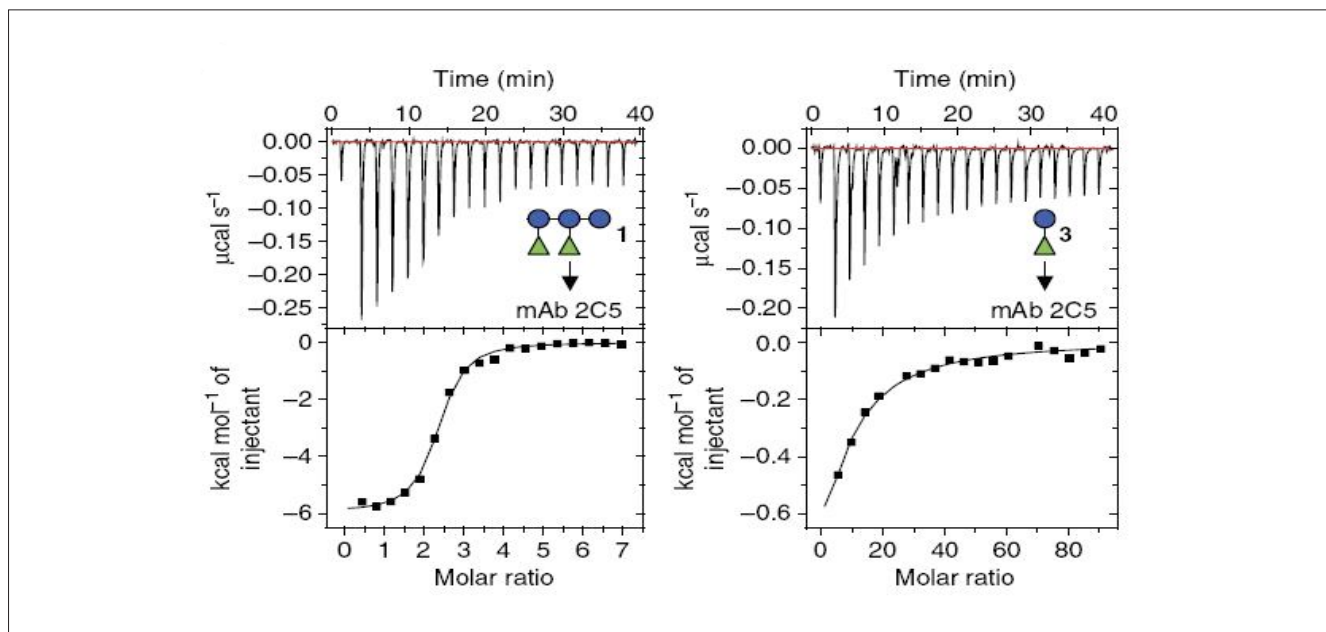 Time (min)
0 10 20 30 40
0.00
−0.05
−0.10
−0.15
−0.20
−0.25
μcal s⁻¹
1
mAb 2C5
0
−2
−4
−6
kcal mol⁻¹ of
injectant
0 1 2 3 4 5 6 7
Molar ratio
Time (min)
0 10 20 30 40
0.00
−0.05
−0.10
−0.15
−0.20
μcal s⁻¹
3
mAb 2C5
0.0
−0.2
−0.4
−0.6
kcal mol⁻¹ of
injectant
0 20 40 60 80
Molar ratio